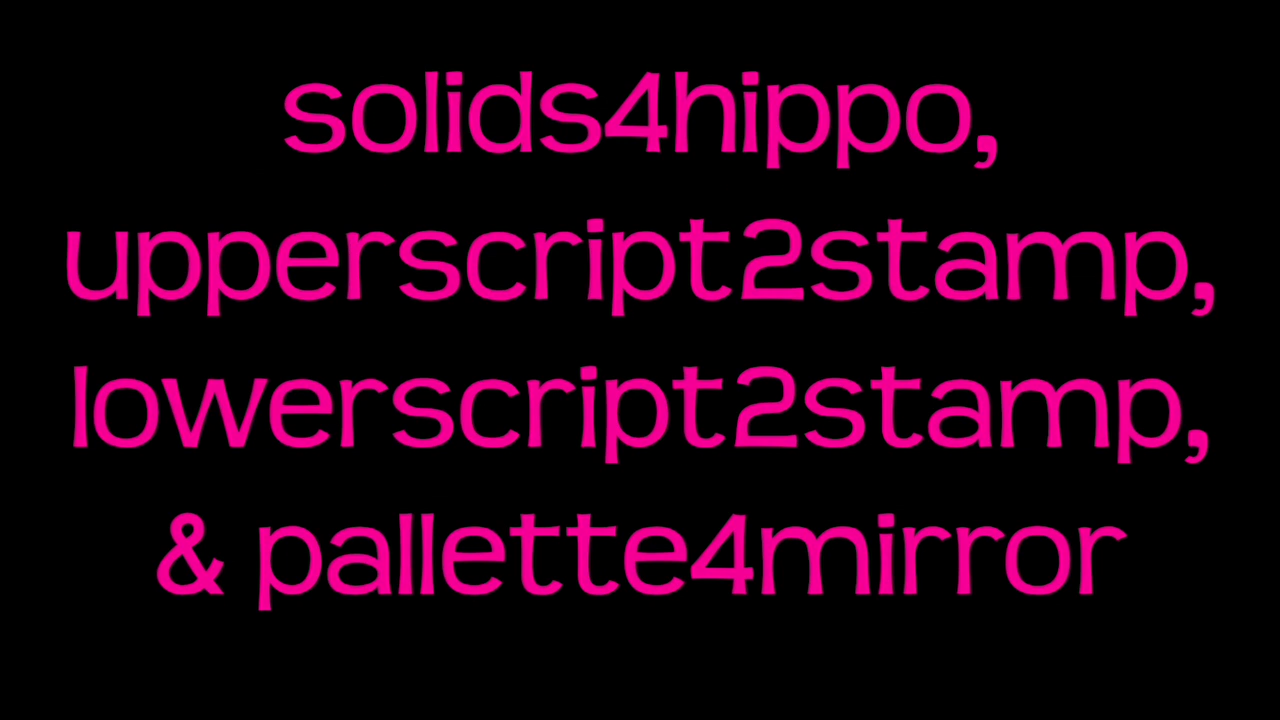 solids4hippo,
upperscript2stamp,
lowerscript2stamp,
& pallette4mirror